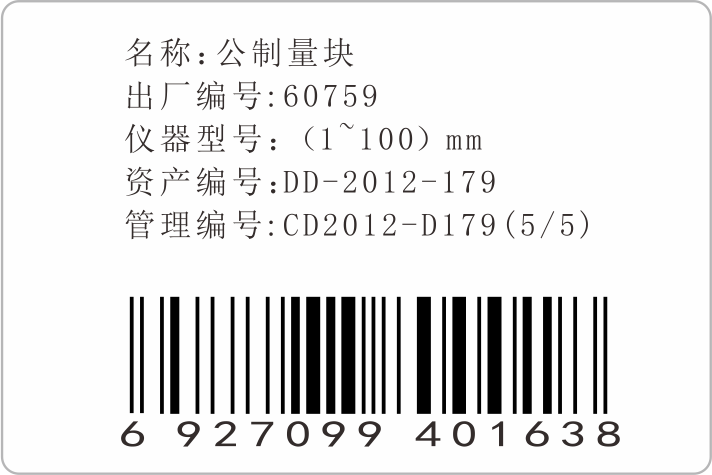 名称：公制量块
出厂编号:60759
仪器型号：（1~100）mm
资产编号:DD-2012-179
管理编号:CD2012-D179(5/5)
6 927099 401638